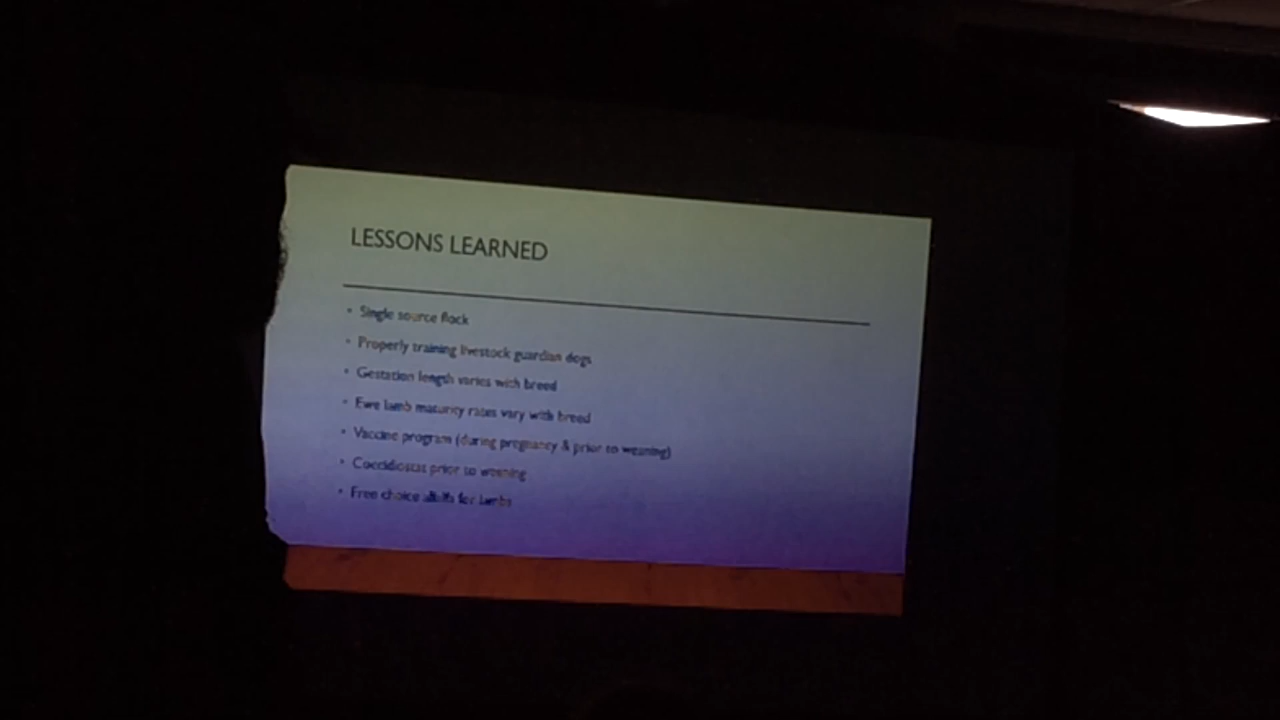 LESSONS LEARNED
• Single source flock
• Properly training livestock guardian dogs
• Gestation length varies with breed
• Ewe lamb maturity rates vary with breed
• Vaccine program (during pregnancy & prior to weaning)
• Coccidiostat prior to weaning
• Free choice alfalfa for lambs